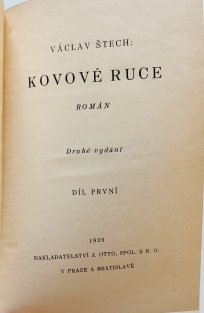 VÁCLAV ŠTECH:
KOVOVÉ RUCE
ROMÁN
Druhé vydání
DÍL PRVNÍ
1926
NAKLADATELSTVÍ J. OTTO, SPOL. S R. O.
V PRAZE A BRATISLAVĚ